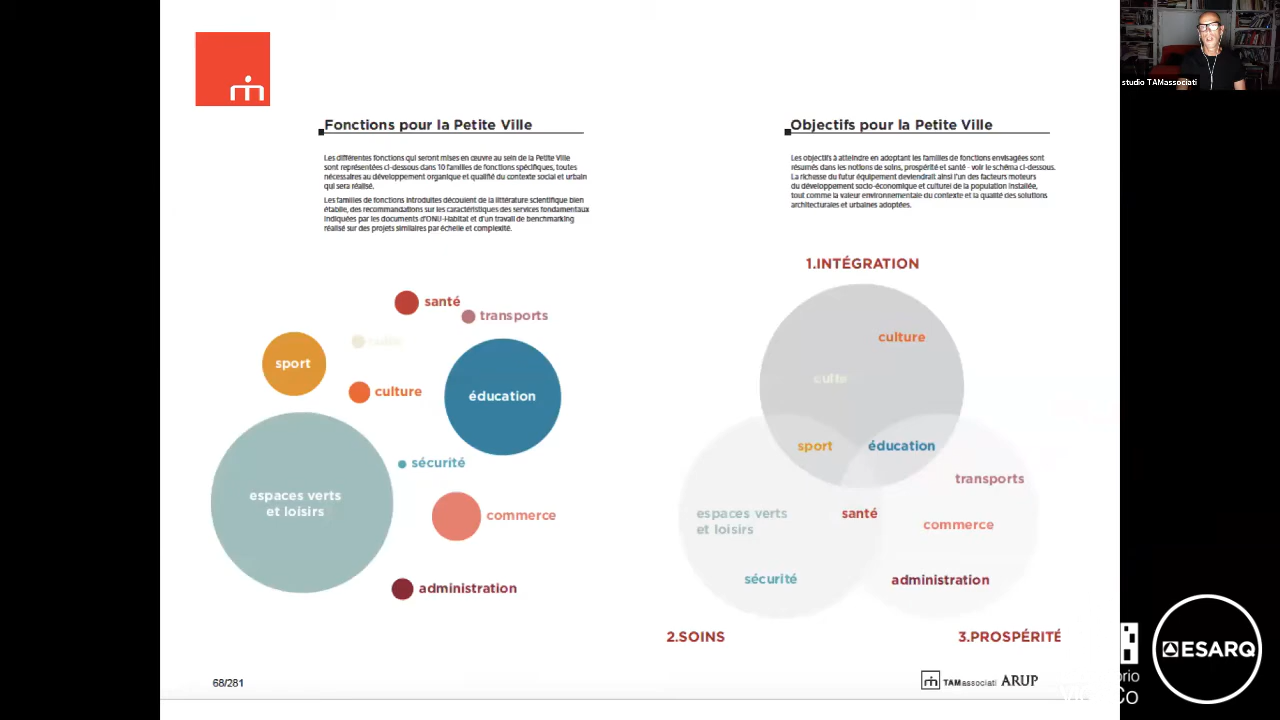 studio TAMassociati
Fonctions pour la Petite Ville
Les différentes fonctions qui seront mises en œuvre au sein de la Petite Ville
sont représentées ci-dessous dans 10 familles de fonctions spécifiques, toutes
nécessaires au développement organique et qualifié du contexte social et urbain
qui sera réalisé.
Les familles de fonctions introduites découlent de la littérature scientifique bien
établie, des recommandations sur les caractéristiques des services fondamentaux
indiquées par les documents d'ONU-Habitat et d'un travail de benchmarking
réalisé sur des projets similaires par échelle et complexité.
santé
transports
sport
culture
éducation
sécurité
espaces verts
et loisirs
commerce
administration
Objectifs pour la Petite Ville
Les objectifs à atteindre en adoptant les familles de fonctions envisagées sont
résumés dans les notions de soins, prospérité et santé - voir le schéma ci-dessous.
La richesse du futur équipement deviendrait ainsi l'un des facteurs moteurs
du développement socio-économique et culturel de la population installée,
tout comme la valeur environnementale du contexte et la qualité des solutions
architecturales et urbaines adoptées.
1.INTÉGRATION
culture
culte
sport
éducation
transports
espaces verts
et loisirs
santé
commerce
sécurité
administration
2.SOINS
3.PROSPÉRITÉ
68/281
TAMassociati ARUP
ESARQ